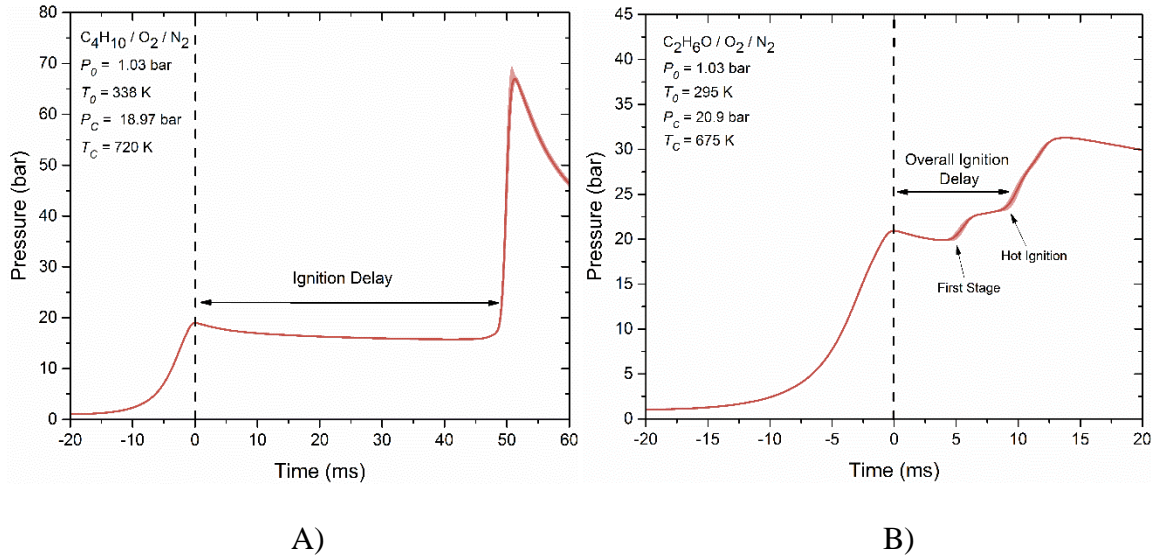 C₄H₁₀ / O₂ / N₂
P₀ = 1.03 bar
T₀ = 338 K
P_C = 18.97 bar
T_C = 720 K
80
70
60
50
40
30
20
10
0
Pressure (bar)
Ignition Delay
-20 -10 0 10 20 30 40 50 60
Time (ms)
A)
C₂H₆O / O₂ / N₂
P₀ = 1.03 bar
T₀ = 295 K
P_C = 20.9 bar
T_C = 675 K
45
40
35
30
25
20
15
10
5
0
Pressure (bar)
Overall Ignition
Delay
Hot Ignition
First Stage
-20 -15 -10 -5 0 5 10 15 20
Time (ms)
B)